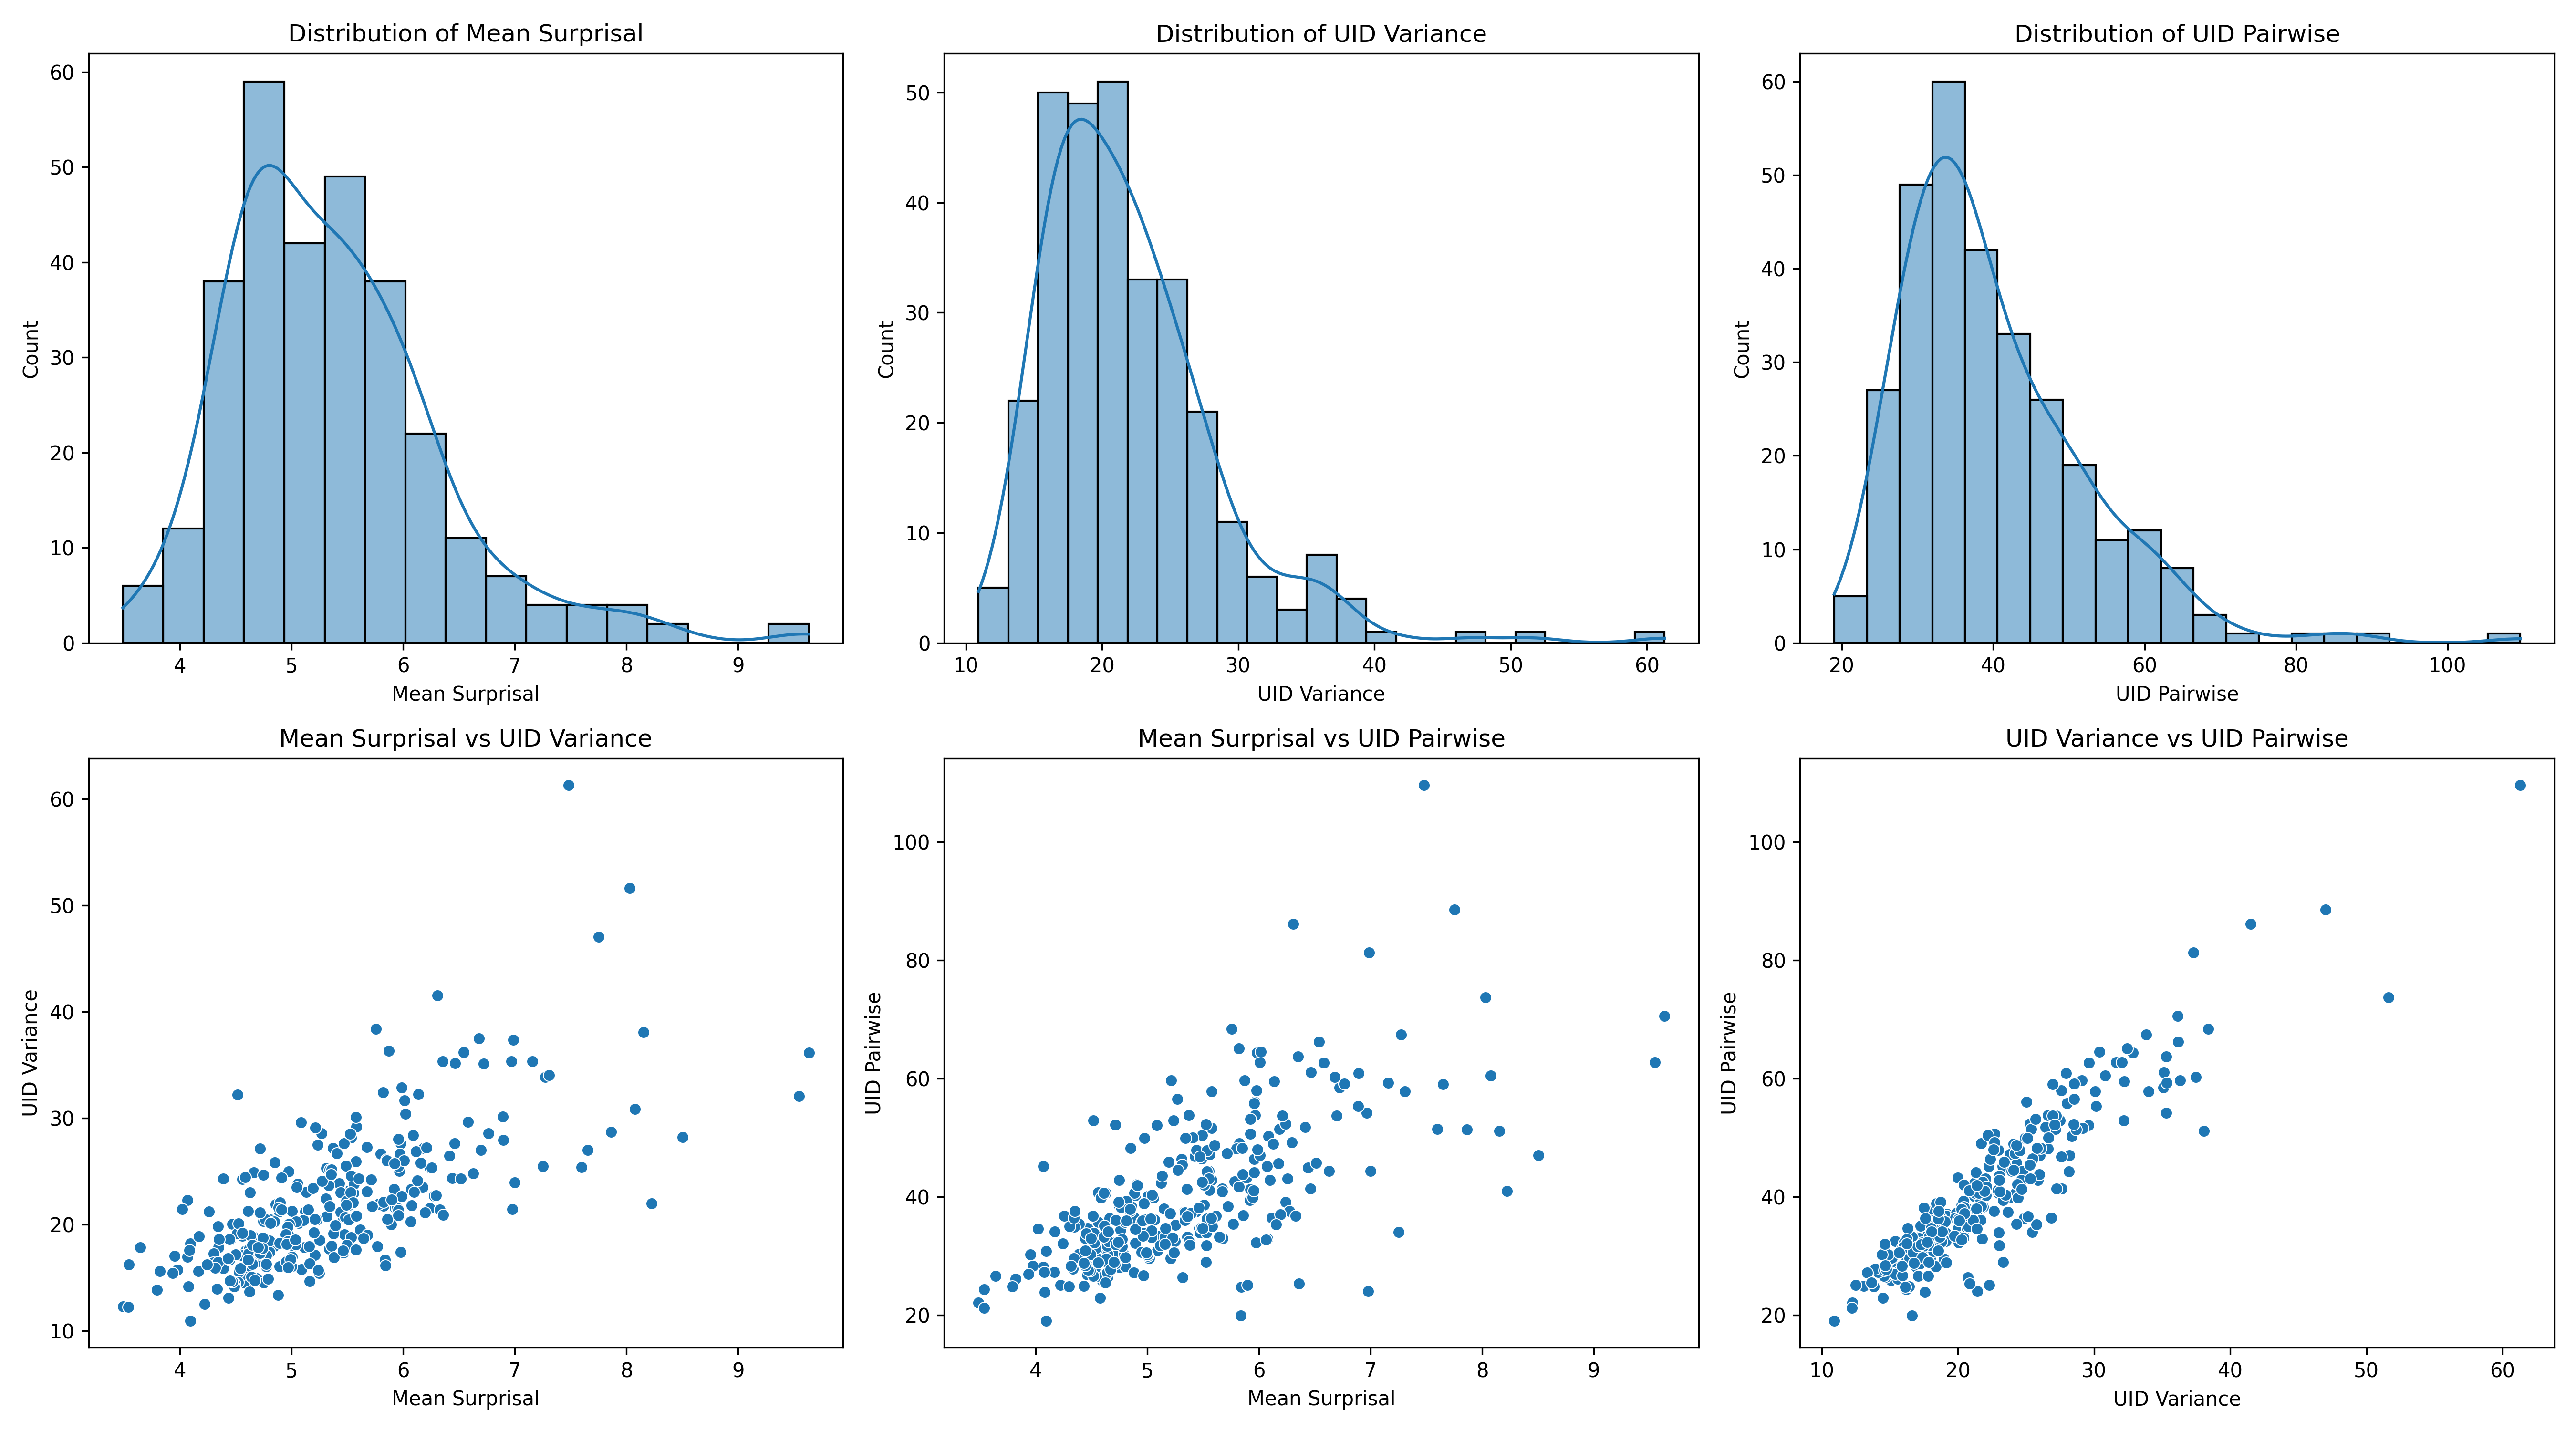 Distribution of Mean Surprisal
60
50
40
30
20
10
0
Count
4 5 6 7 8 9
Mean Surprisal
Distribution of UID Variance
50
40
30
20
10
0
Count
10 20 30 40 50 60
UID Variance
Distribution of UID Pairwise
60
50
40
30
20
10
0
Count
20 40 60 80 100
UID Pairwise
Mean Surprisal vs UID Variance
60
50
40
30
20
10
UID Variance
4 5 6 7 8 9
Mean Surprisal
Mean Surprisal vs UID Pairwise
100
80
60
40
20
UID Pairwise
4 5 6 7 8 9
Mean Surprisal
UID Variance vs UID Pairwise
100
80
60
40
20
UID Pairwise
10 20 30 40 50 60
UID Variance